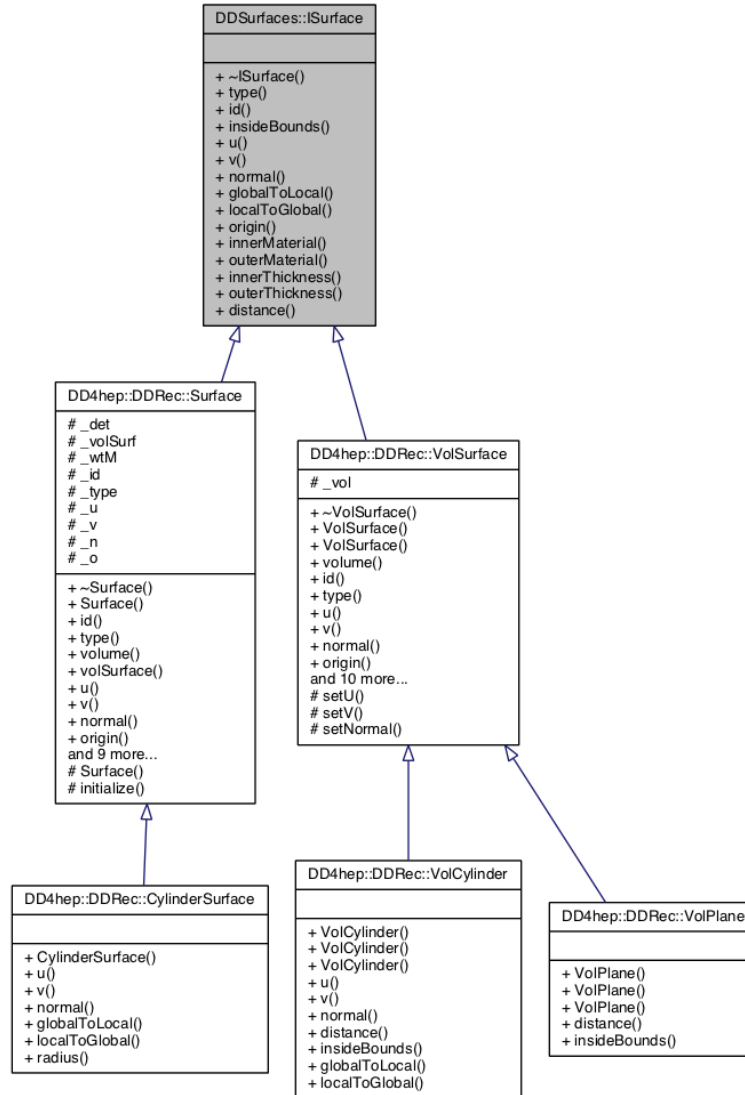 DDSurfaces::ISurface
+ ~ISurface()
+ type()
+ id()
+ insideBounds()
+ u()
+ v()
+ normal()
+ globalToLocal()
+ localToGlobal()
+ origin()
+ innerMaterial()
+ outerMaterial()
+ innerThickness()
+ outerThickness()
+ distance()
DD4hep::DDRec::Surface
# _det
# _volSurf
# _wtM
# _id
# _type
# _u
# _v
# _n
# _o
+ ~Surface()
+ Surface()
+ id()
+ type()
+ volume()
+ volSurface()
+ u()
+ v()
+ normal()
+ origin()
and 9 more...
# Surface()
# initialize()
DD4hep::DDRec::VolSurface
# _vol
+ ~VolSurface()
+ VolSurface()
+ VolSurface()
+ volume()
+ id()
+ type()
+ u()
+ v()
+ normal()
+ origin()
and 10 more...
# setU()
# setV()
# setNormal()
DD4hep::DDRec::CylinderSurface
+ CylinderSurface()
+ u()
+ v()
+ normal()
+ globalToLocal()
+ localToGlobal()
+ radius()
DD4hep::DDRec::VolCylinder
+ VolCylinder()
+ VolCylinder()
+ VolCylinder()
+ u()
+ v()
+ normal()
+ distance()
+ insideBounds()
+ globalToLocal()
+ localToGlobal()
DD4hep::DDRec::VolPlane
+ VolPlane()
+ VolPlane()
+ VolPlane()
+ distance()
+ insideBounds()